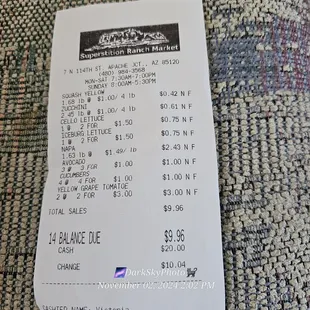 Superstition Ranch Market
7 N 114TH ST. APACHE JCT., AZ 85120
(480) 984-3568
MON-SAT 7:30AM-7:00PM
SUNDAY 8:00AM-5:30PM
SQUASH YELLOW
1.68 lb @ $1.00/ 4 lb $0.42 N F
ZUCCHINI
2.45 lb @ $1.00/ 4 lb $0.61 N F
CELLO LETTUCE
1 @ 2 FOR $1.50 $0.75 N F
ICEBURG LETTUCE
1 @ 2 FOR $1.50 $0.75 N F
NAPA
1.63 lb @ $1.49/ lb $2.43 N F
AVOCADO
3 @ 3 FOR $1.00 $1.00 N F
CUCUMBERS
4 @ 4 FOR $1.00 $1.00 N F
YELLOW GRAPE TOMATOE
2 @ 2 FOR $3.00 $3.00 N F
TOTAL SALES $9.96
14 BALANCE DUE $9.96
CASH $20.00
CHANGE $10.04
DarkSkyPhoto
November 02, 2024 2:02 PM
CASHIER NAME: Victoria